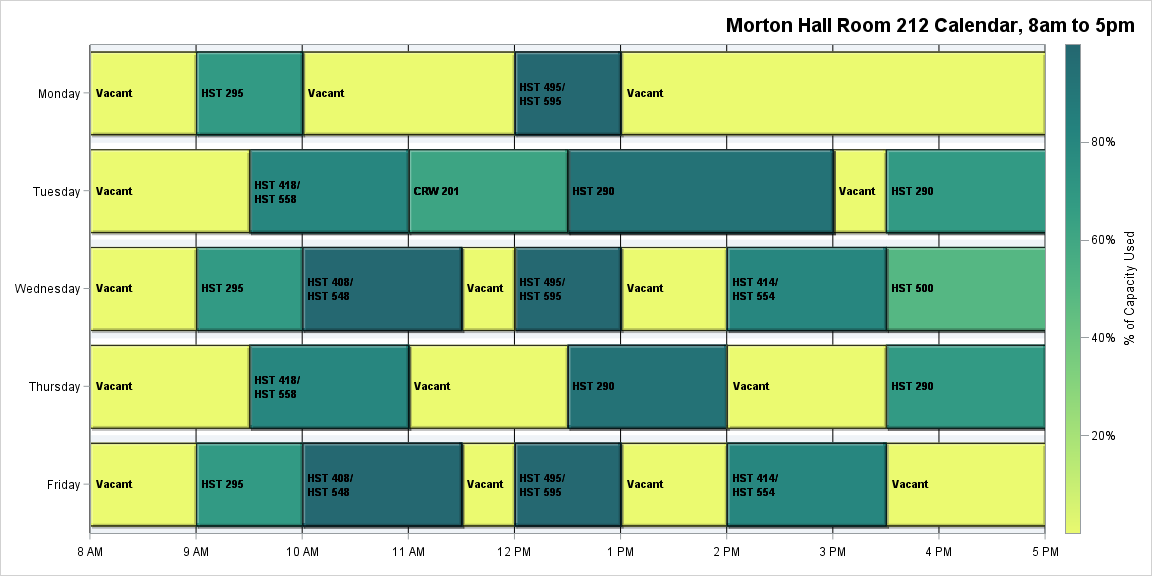 Morton Hall Room 212 Calendar, 8am to 5pm
Monday
Vacant
HST 295
Vacant
HST 495/
HST 595
Vacant
Tuesday
Vacant
HST 418/
HST 558
CRW 201
HST 290
Vacant
HST 290
Wednesday
Vacant
HST 295
HST 408/
HST 548
Vacant
HST 495/
HST 595
Vacant
HST 414/
HST 554
HST 500
Thursday
Vacant
HST 418/
HST 558
Vacant
HST 290
Vacant
HST 290
Friday
Vacant
HST 295
HST 408/
HST 548
Vacant
HST 495/
HST 595
Vacant
HST 414/
HST 554
Vacant
8 AM
9 AM
10 AM
11 AM
12 PM
1 PM
2 PM
3 PM
4 PM
5 PM
80%
60%
40%
20%
% of Capacity Used